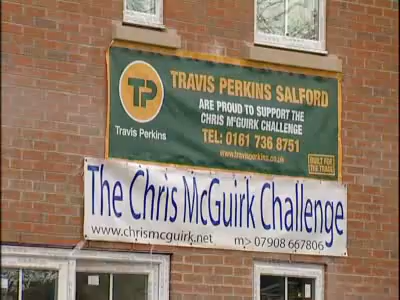 TP
Travis Perkins
TRAVIS PERKINS SALFORD
ARE PROUD TO SUPPORT THE
CHRIS McGUIRK CHALLENGE
TEL: 0161 736 8751
www.travisperkins.co.uk
BUILT FOR
THE TRADE
The Chris McGuirk Challenge
www.chrismcguirk.net m> 07908 667806